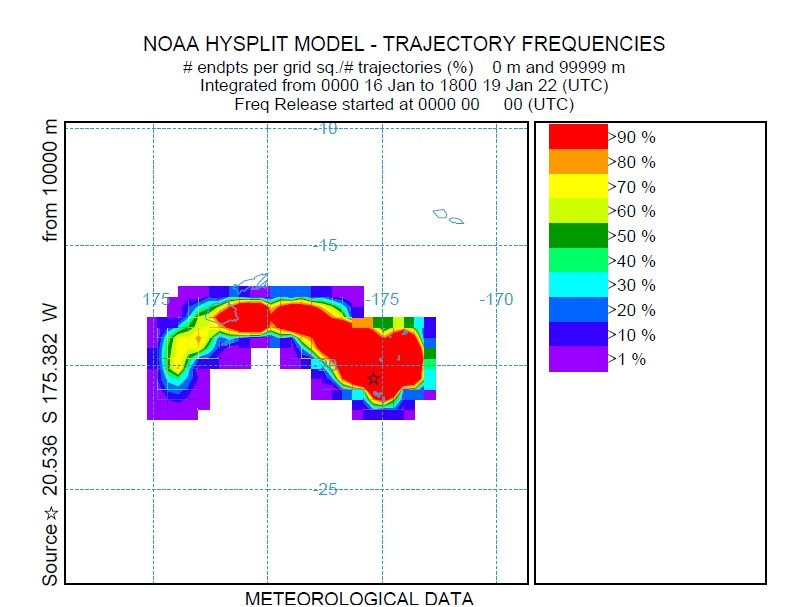 NOAA HYSPLIT MODEL - TRAJECTORY FREQUENCIES
# endpts per grid sq./# trajectories (%) 0 m and 99999 m
Integrated from 0000 16 Jan to 1800 19 Jan 22 (UTC)
Freq Release started at 0000 00 00 (UTC)
Source ☆ 20.536 S 175.382 W from 10000 m
-10
-15
175
-175
-170
-20
-25
>90 %
>80 %
>70 %
>60 %
>50 %
>40 %
>30 %
>20 %
>10 %
>1 %
METEOROLOGICAL DATA